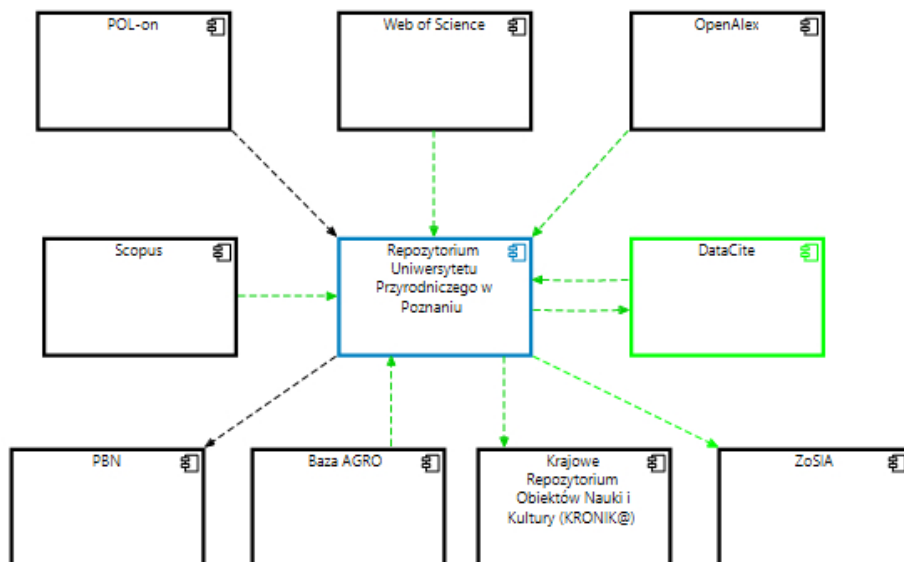 POL-on
Web of Science
OpenAlex
Scopus
Repozytorium
Uniwersytetu
Przyrodniczego w
Poznaniu
DataCite
PBN
Baza AGRO
Krajowe
Repozytorium
Obiektów Nauki i
Kultury (KRONIK@)
ZoSIA